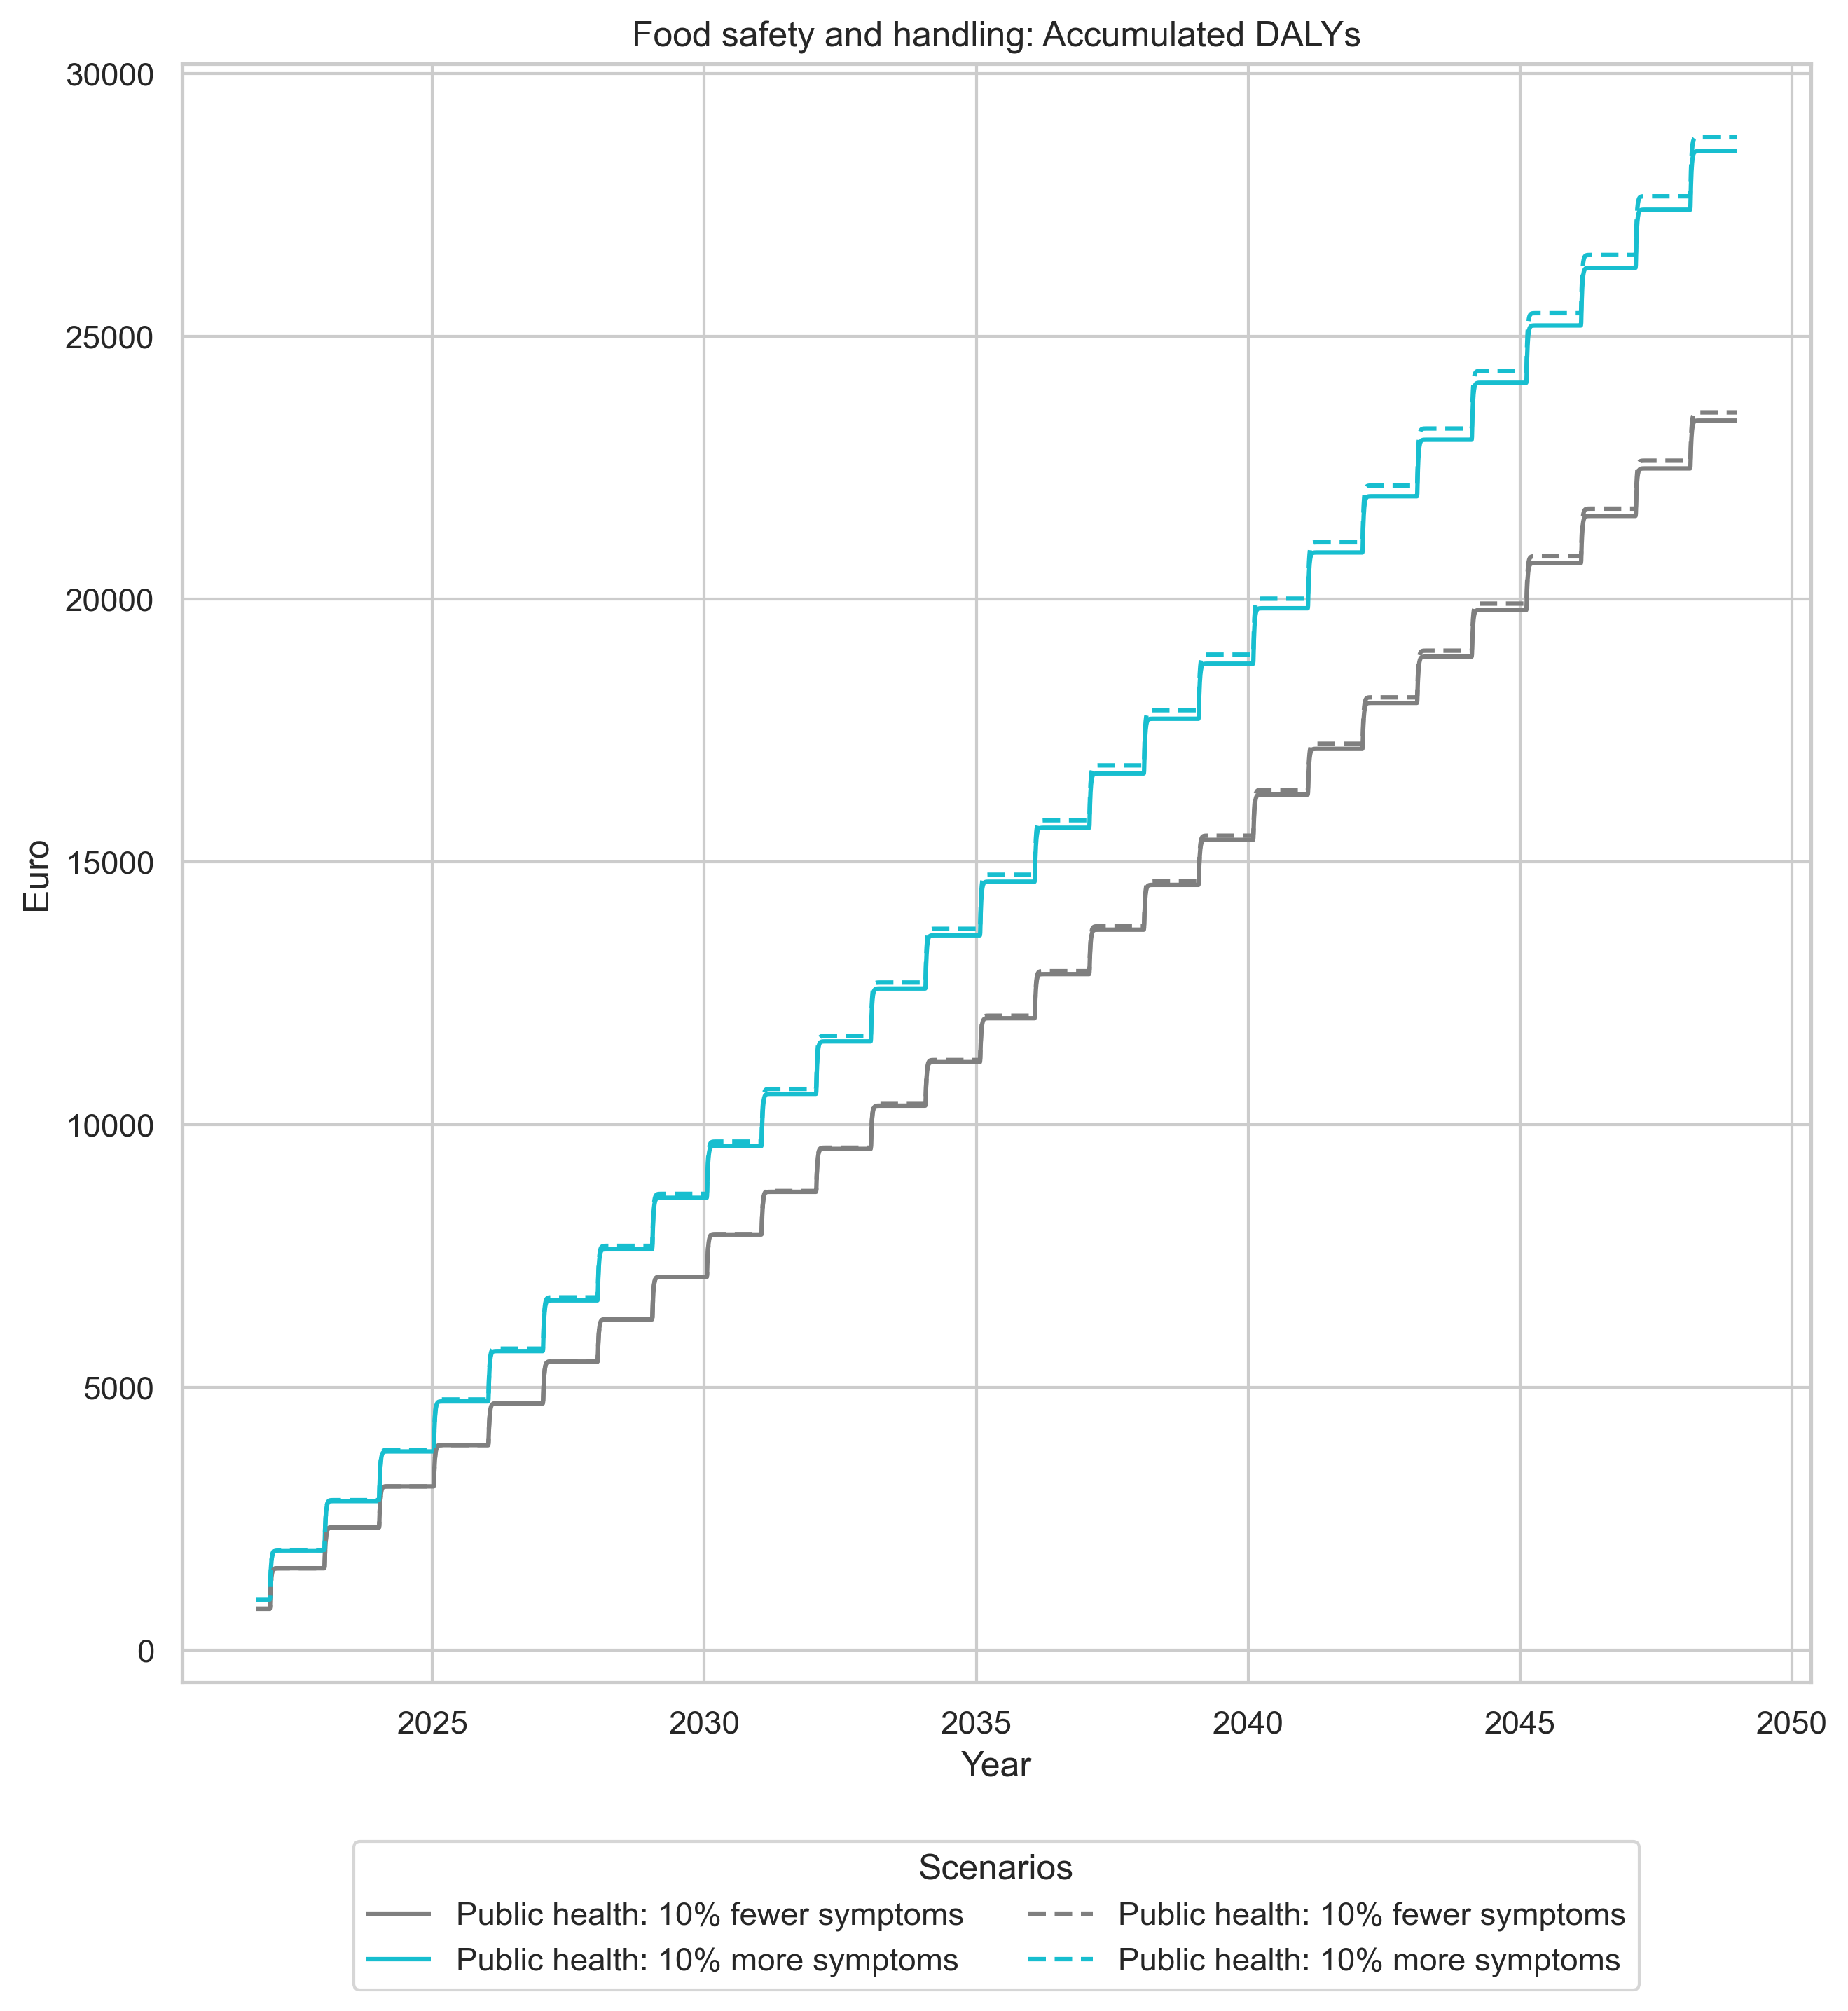 Food safety and handling: Accumulated DALYs
30000
25000
20000
15000
10000
5000
0
Euro
2025 2030 2035 2040 2045 2050
Year
Scenarios
Public health: 10% fewer symptoms Public health: 10% fewer symptoms
Public health: 10% more symptoms Public health: 10% more symptoms